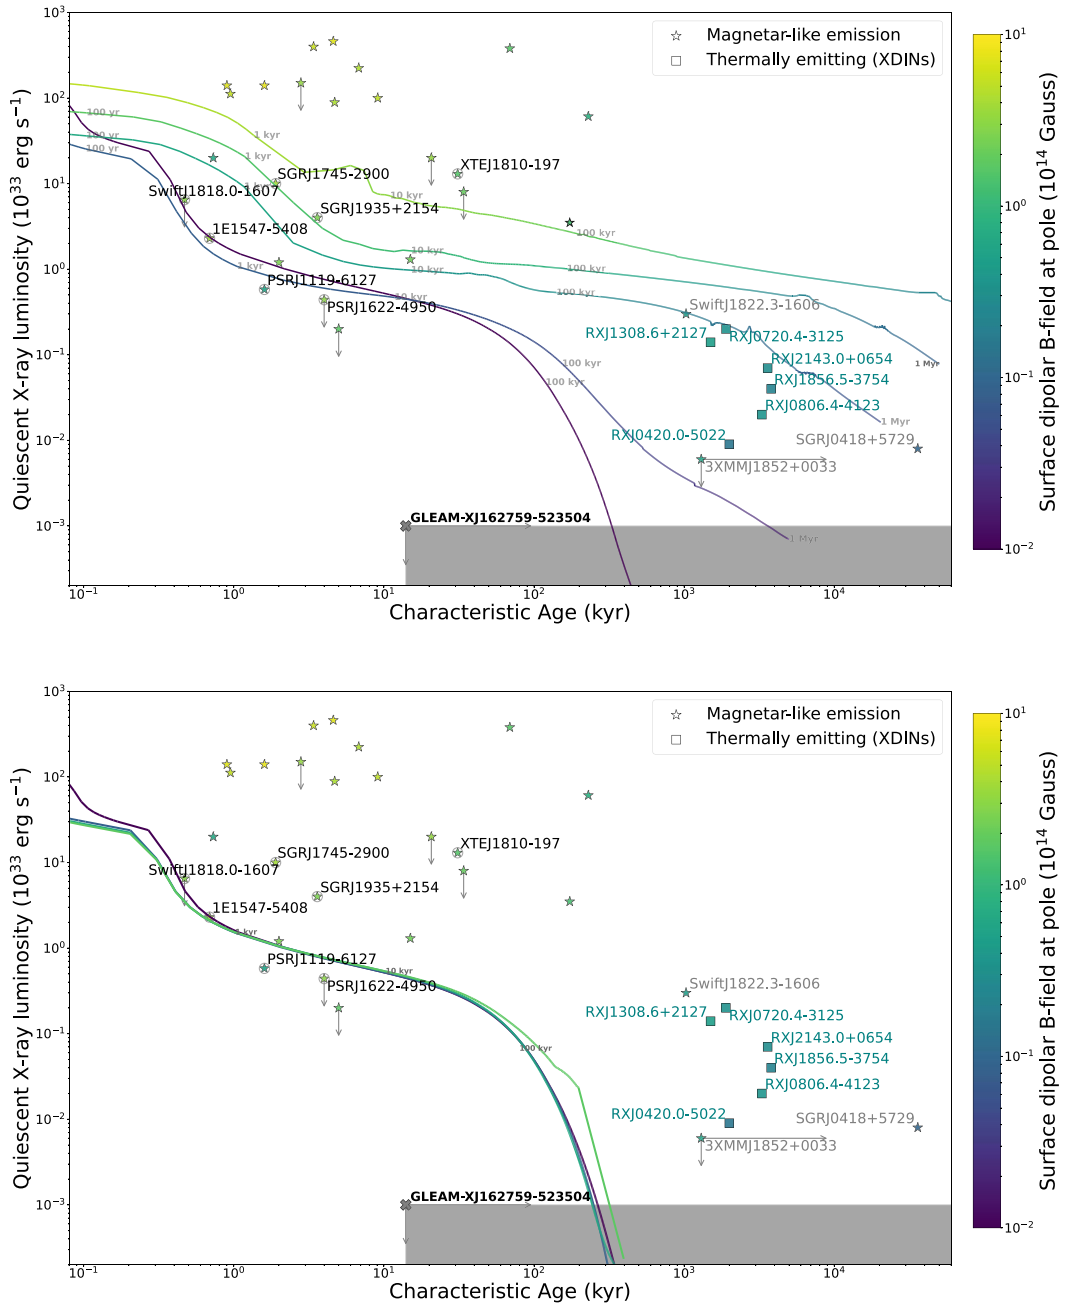 10³
Magnetar-like emission
Thermally emitting (XDINs)
10²
100 yr
100 yr
100 yr
1 kyr
1 kyr
XTEJ1810-197
SGRJ1745-2900
SwiftJ1818.0-1607
10 kyr
10¹
SGRJ1935+2154
1E1547-5408
100 kyr
10 kyr
1 kyr
10 kyr
100 kyr
10⁰
PSRJ1119-6127
10 kyr
PSRJ1622-4950
SwiftJ1822.3-1606
RXJ1308.6+2127
RXJ0720.4-3125
100 kyr
1 Myr
10⁻¹
RXJ2143.0+0654
100 kyr
RXJ1856.5-3754
RXJ0806.4-4123
1 Myr
RXJ0420.0-5022
SGRJ0418+5729
10⁻²
3XMMJ1852+0033
GLEAM-XJ162759-523504
10⁻³
1 Myr
10⁻¹ 10⁰ 10¹ 10² 10³ 10⁴
Characteristic Age (kyr)
Quiescent X-ray luminosity (10³³ erg s⁻¹)
10¹
10⁰
10⁻¹
10⁻²
Surface dipolar B-field at pole (10¹⁴ Gauss)
10³
Magnetar-like emission
Thermally emitting (XDINs)
10²
XTEJ1810-197
SGRJ1745-2900
SwiftJ1818.0-1607
10¹
SGRJ1935+2154
1E1547-5408
1 kyr
10⁰
PSRJ1119-6127
10 kyr
PSRJ1622-4950
SwiftJ1822.3-1606
RXJ1308.6+2127
RXJ0720.4-3125
100 kyr
10⁻¹
RXJ2143.0+0654
RXJ1856.5-3754
RXJ0806.4-4123
RXJ0420.0-5022
SGRJ0418+5729
10⁻²
3XMMJ1852+0033
GLEAM-XJ162759-523504
10⁻³
10⁻¹ 10⁰ 10¹ 10² 10³ 10⁴
Characteristic Age (kyr)
Quiescent X-ray luminosity (10³³ erg s⁻¹)
10¹
10⁰
10⁻¹
10⁻²
Surface dipolar B-field at pole (10¹⁴ Gauss)